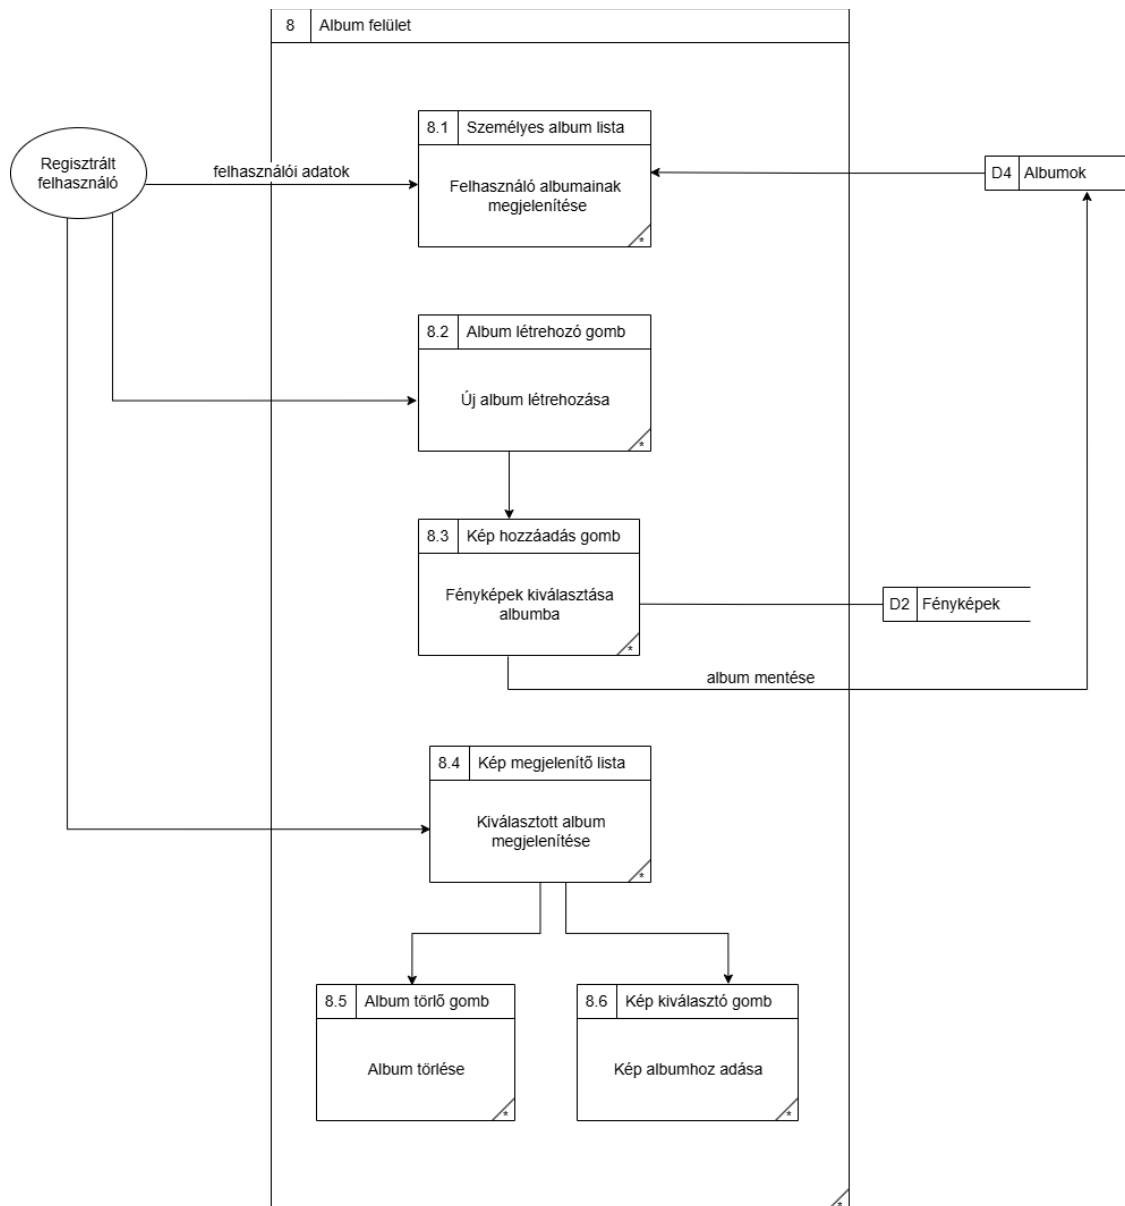 8 Album felület
8.1 Személyes album lista
Regisztrált
felhasználó
felhasználói adatok
D4 Albumok
Felhasználó albumainak
megjelenítése
*
8.2 Album létrehozó gomb
Új album létrehozása
*
8.3 Kép hozzáadás gomb
Fényképek kiválasztása
albumba
D2 Fényképek
*
album mentése
8.4 Kép megjelenítő lista
Kiválasztott album
megjelenítése
*
8.5 Album törlő gomb
8.6 Kép kiválasztó gomb
Album törlése
Kép albumhoz adása
*
*
*